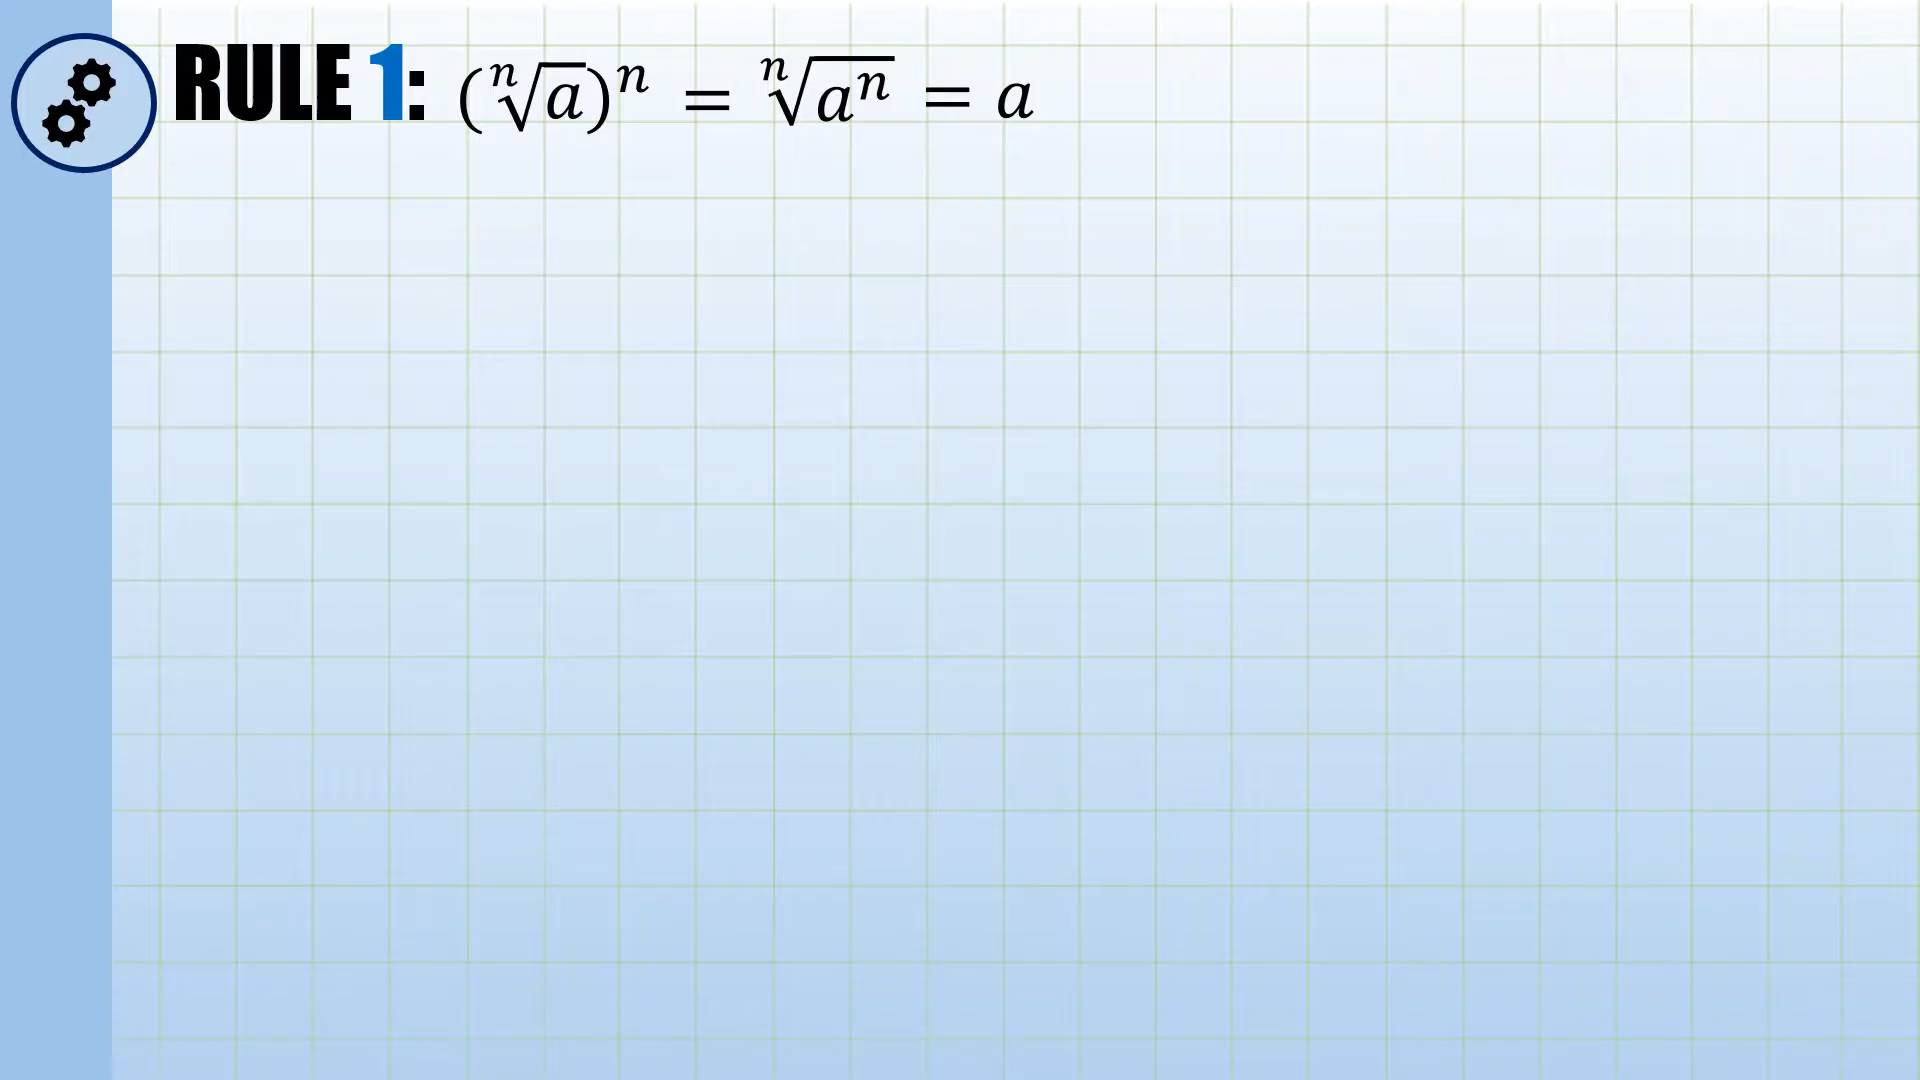 RULE 1: (ⁿ√a)ⁿ = ⁿ√aⁿ = a